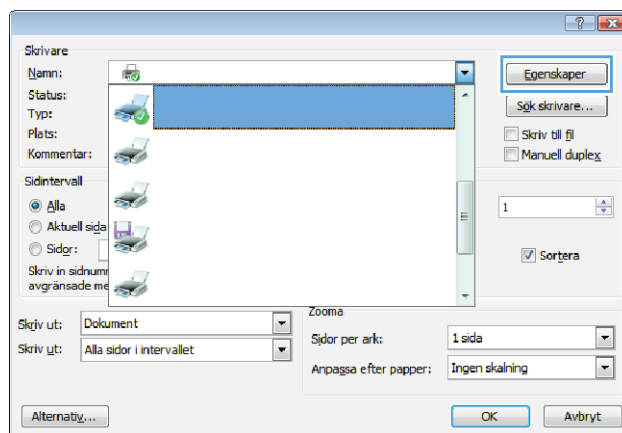 Skrivare
Namn:
Egenskaper
Status:
Sök skrivare...
Typ:
Plats:
Skriv till fil
Kommentar:
Manuell duplex
Sidintervall
Alla
1
Aktuell sida
Sidor:
Sortera
Skriv in sidnumr
avgränsade me
Zooma
Skriv ut: Dokument
Sidor per ark: 1 sida
Skriv ut: Alla sidor i intervallet
Anpassa efter papper: Ingen skalning
Alternativ...
OK
Avbryt